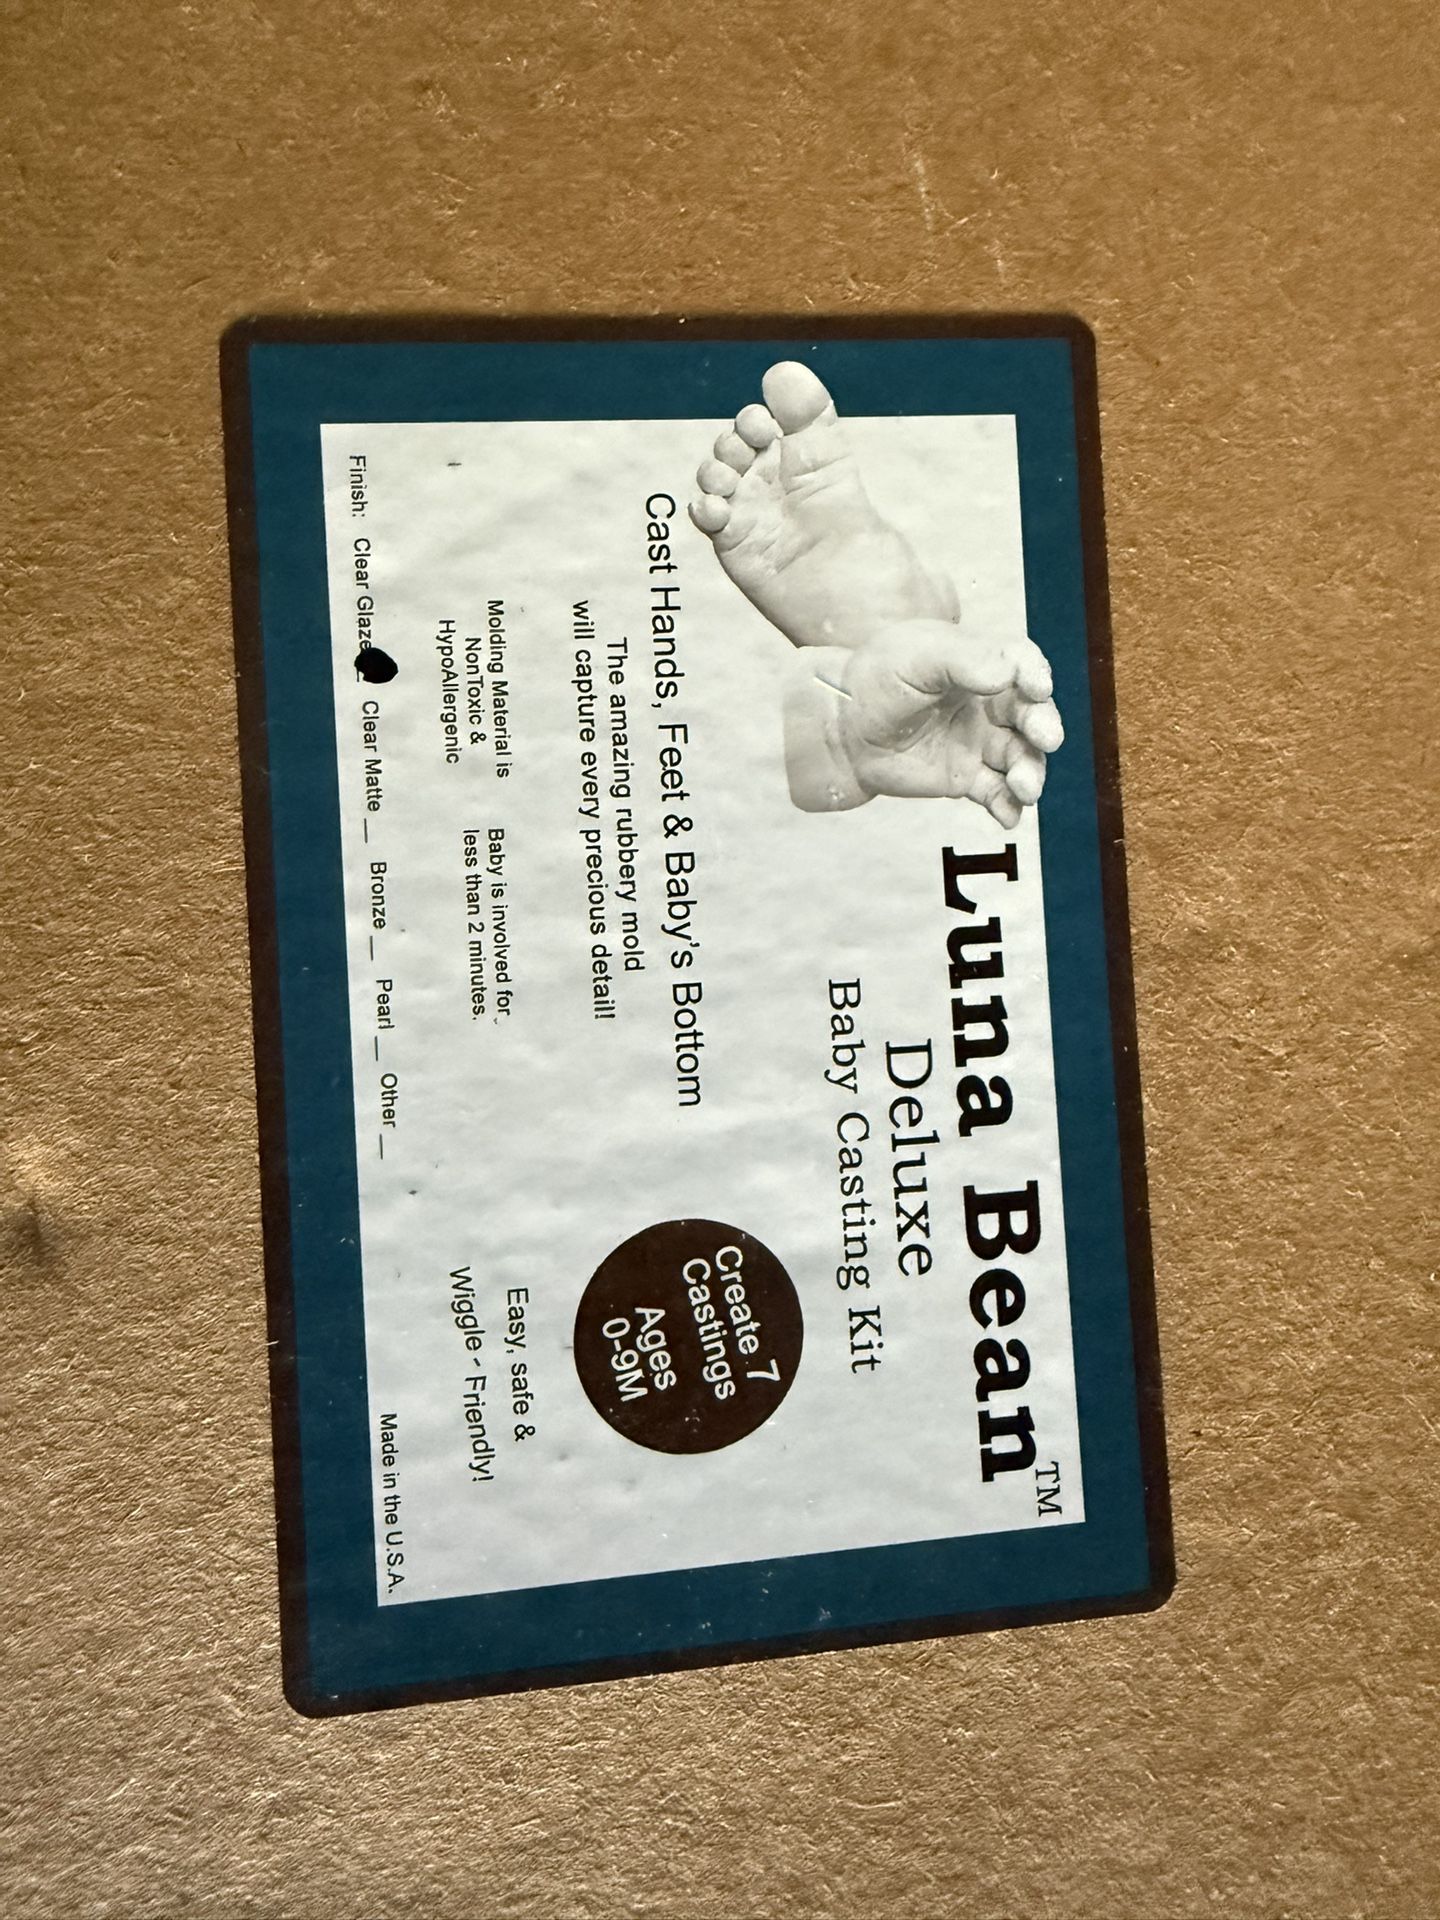 Luna Bean™
Deluxe
Baby Casting Kit
Cast Hands, Feet & Baby's Bottom
The amazing rubbery mold
will capture every precious detail!
Create 7
Castings
Ages
0-9M
Molding Material is
NonToxic &
HypoAllergenic
Baby is involved for
less than 2 minutes.
Easy, safe &
Wiggle - Friendly!
Finish: Clear Glaze Clear Matte __ Bronze __ Pearl __ Other __
Made in the U.S.A.